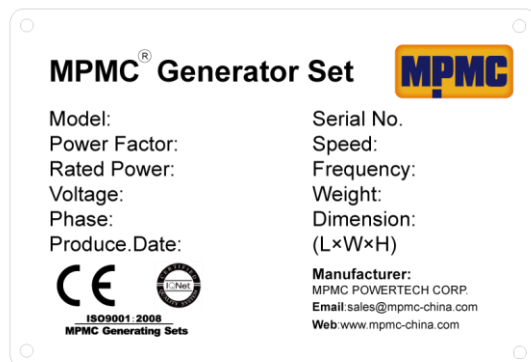 MPMC® Generator Set
MPMC
Model:
Power Factor:
Rated Power:
Voltage:
Phase:
Produce.Date:
Serial No.
Speed:
Frequency:
Weight:
Dimension:
(L×W×H)
CE
CERTIFIED
IQNet
ISO9001:2008
MPMC Generating Sets
Manufacturer:
MPMC POWERTECH CORP.
Email:sales@mpmc-china.com
Web:www.mpmc-china.com